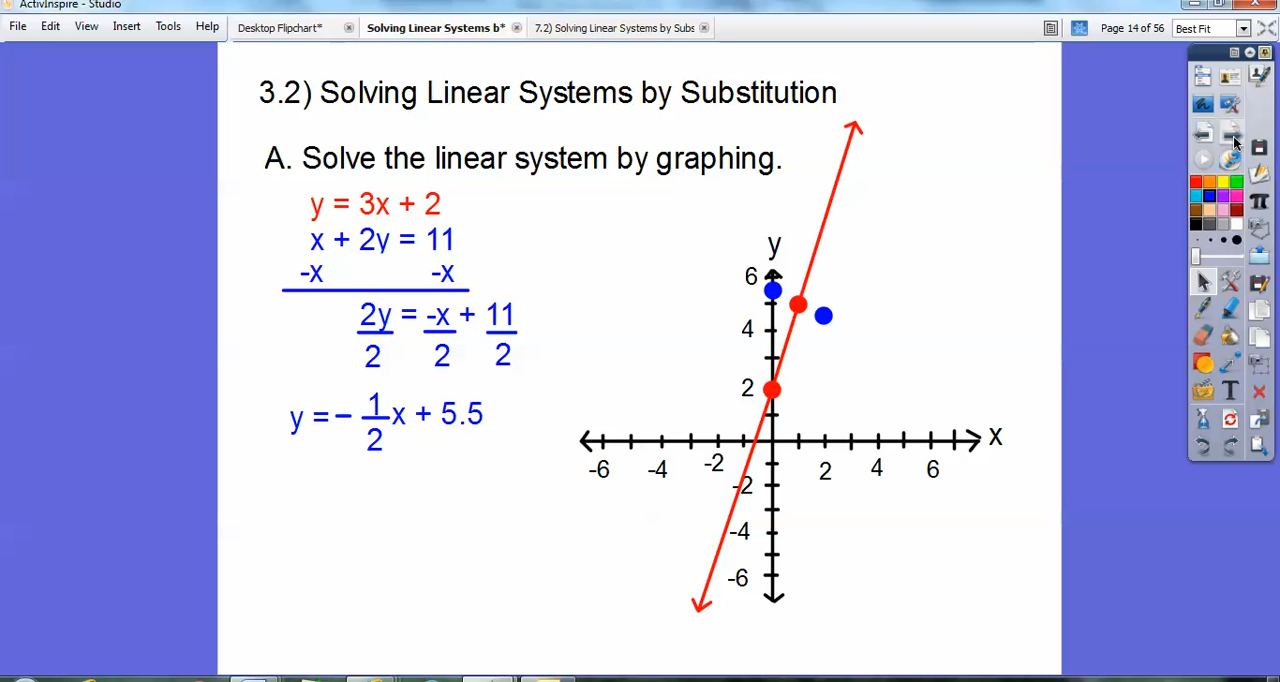 ActivInspire - Studio
File Edit View Insert Tools Help
Desktop Flipchart*
Solving Linear Systems b*
7.2) Solving Linear Systems by Subs
Page 14 of 56
Best Fit
3.2) Solving Linear Systems by Substitution
A. Solve the linear system by graphing.
y = 3x + 2
x + 2y = 11
-x -x
2y = -x + 11
2 2 2
y = - 1/2 x + 5.5
y
6
4
2
-6 -4 -2 2 4 6 x
-2
-4
-6